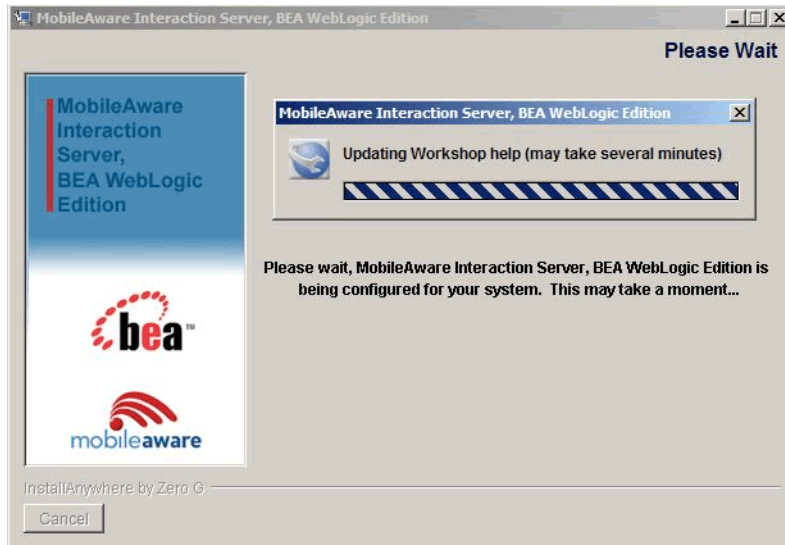 MobileAware Interaction Server, BEA WebLogic Edition
Please Wait
MobileAware
Interaction
Server,
BEA WebLogic
Edition
MobileAware Interaction Server, BEA WebLogic Edition
Updating Workshop help (may take several minutes)
Please wait, MobileAware Interaction Server, BEA WebLogic Edition is
being configured for your system. This may take a moment...
bea™
mobileaware
InstallAnywhere by Zero G
Cancel